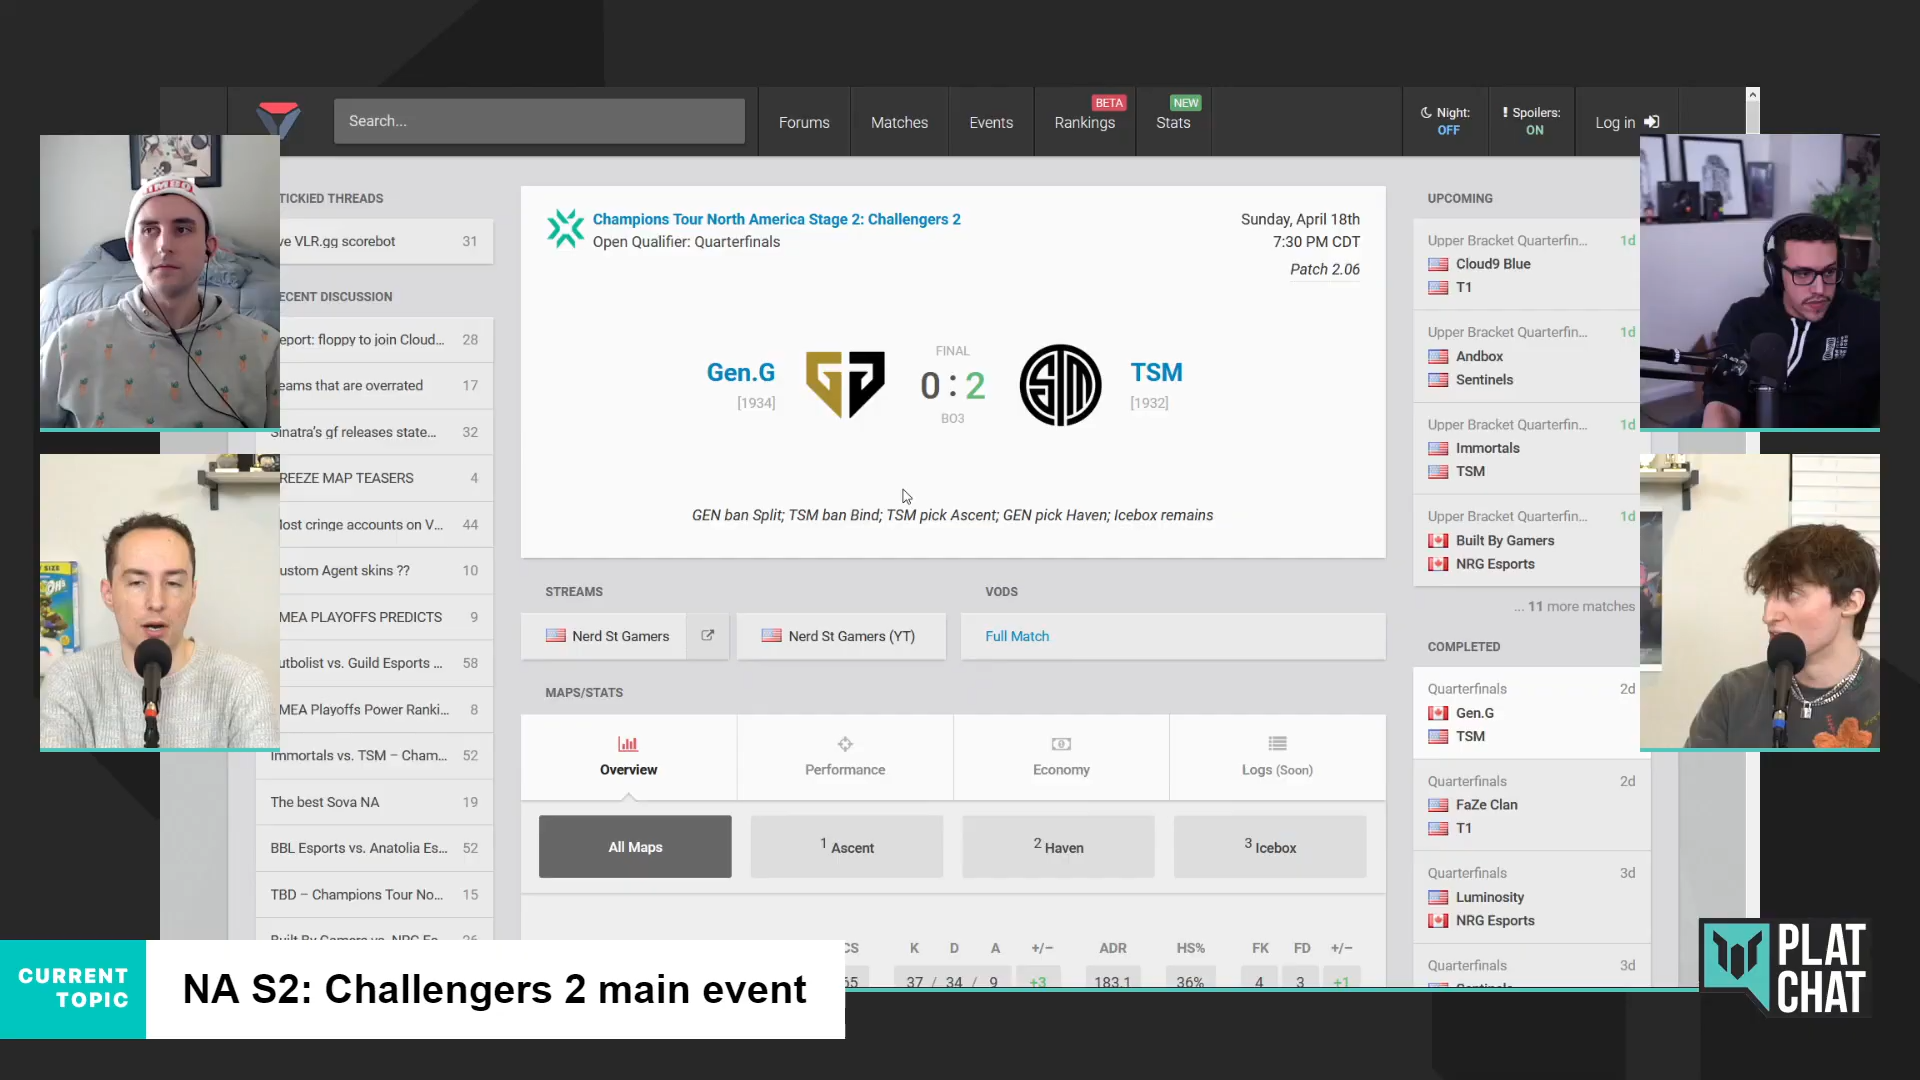 Search...
Forums
Matches
Events
BETA
Rankings
NEW
Stats
Night:
OFF
! Spoilers:
ON
Log in
TICKIED THREADS
ve VLR.gg scorebot 31
ECENT DISCUSSION
eport: floppy to join Cloud... 28
eams that are overrated 17
Sinatra's gf releases state... 32
REEZE MAP TEASERS 4
lost cringe accounts on V... 44
ustom Agent skins ?? 10
MEA PLAYOFFS PREDICTS 9
utbolist vs. Guild Esports ... 58
MEA Playoffs Power Ranki... 8
Immortals vs. TSM – Cham... 52
The best Sova NA 19
BBL Esports vs. Anatolia Es... 52
TBD – Champions Tour No... 15
Champions Tour North America Stage 2: Challengers 2
Open Qualifier: Quarterfinals
Sunday, April 18th
7:30 PM CDT
Patch 2.06
Gen.G
[1934]
FINAL
0 : 2
BO3
TSM
[1932]
GEN ban Split; TSM ban Bind; TSM pick Ascent; GEN pick Haven; Icebox remains
STREAMS
Nerd St Gamers
Nerd St Gamers (YT)
VODS
Full Match
MAPS/STATS
Overview
Performance
Economy
Logs (Soon)
All Maps
1 Ascent
2 Haven
3 Icebox
CS K D A +/– ADR HS% FK FD +/–
65 37 / 34 / 9 +3 183.1 36% 4 3 +1
UPCOMING
Upper Bracket Quarterfin... 1d
Cloud9 Blue
T1
Upper Bracket Quarterfin... 1d
Andbox
Sentinels
Upper Bracket Quarterfin... 1d
Immortals
TSM
Upper Bracket Quarterfin... 1d
Built By Gamers
NRG Esports
... 11 more matches
COMPLETED
Quarterfinals 2d
Gen.G
TSM
Quarterfinals 2d
FaZe Clan
T1
Quarterfinals 3d
Luminosity
NRG Esports
Quarterfinals 3d
CURRENT
TOPIC
NA S2: Challengers 2 main event
PLAT
CHAT